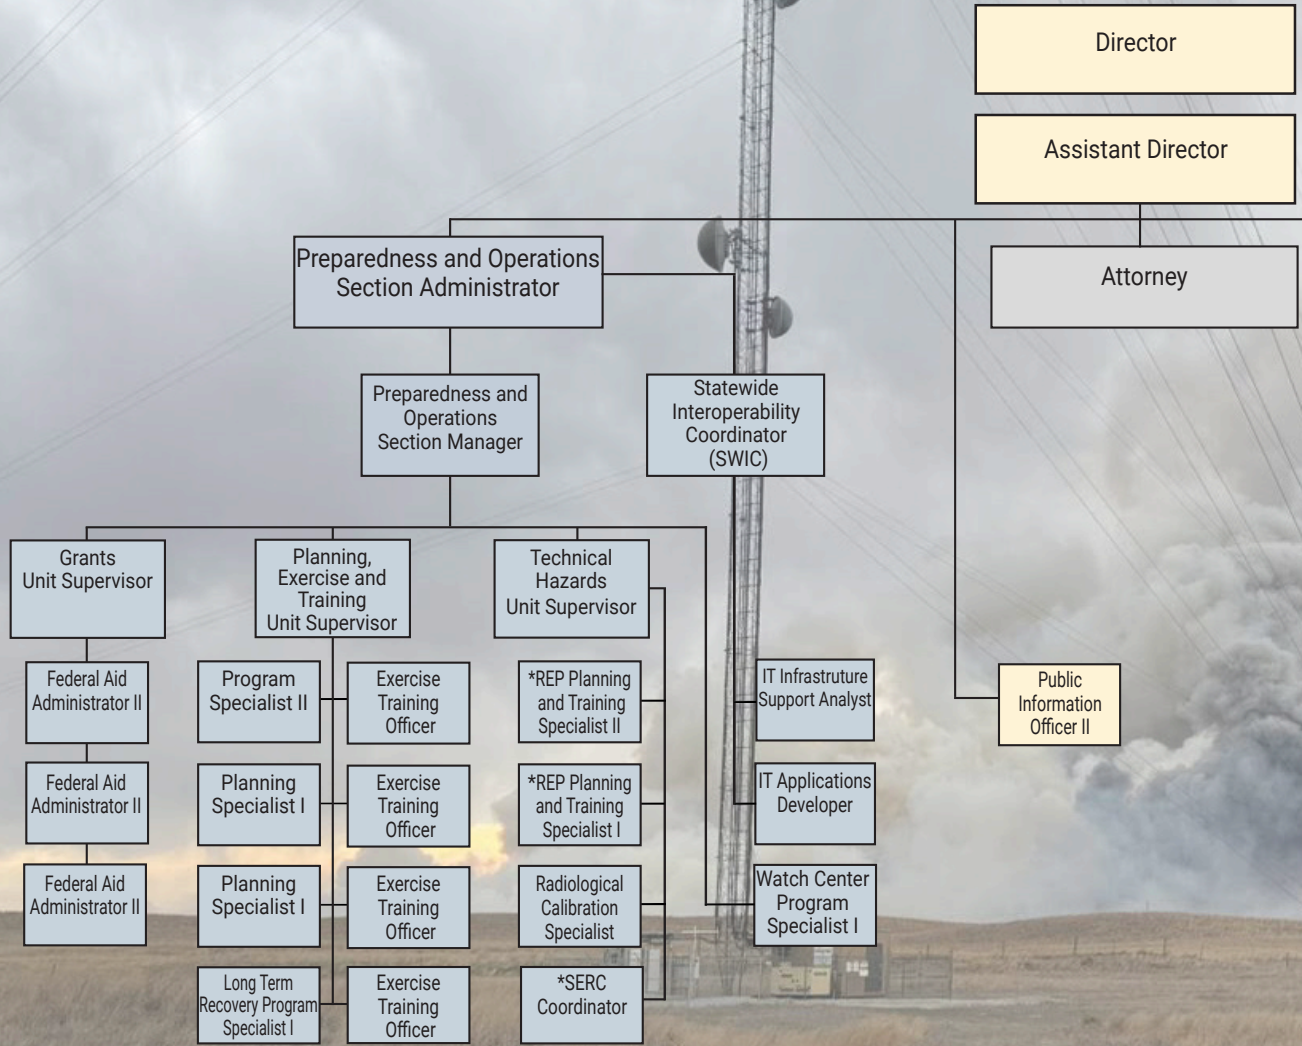 Director
Assistant Director
Attorney
Preparedness and Operations
Section Administrator
Preparedness and
Operations
Section Manager
Statewide
Interoperability
Coordinator
(SWIC)
Grants
Unit Supervisor
Planning,
Exercise and
Training
Unit Supervisor
Technical
Hazards
Unit Supervisor
Federal Aid
Administrator II
Program
Specialist II
Exercise
Training
Officer
*REP Planning
and Training
Specialist II
IT Infrastruture
Support Analyst
Public
Information
Officer II
Federal Aid
Administrator II
Planning
Specialist I
Exercise
Training
Officer
*REP Planning
and Training
Specialist I
IT Applications
Developer
Federal Aid
Administrator II
Planning
Specialist I
Exercise
Training
Officer
Radiological
Calibration
Specialist
Watch Center
Program
Specialist I
Long Term
Recovery Program
Specialist I
Exercise
Training
Officer
*SERC
Coordinator